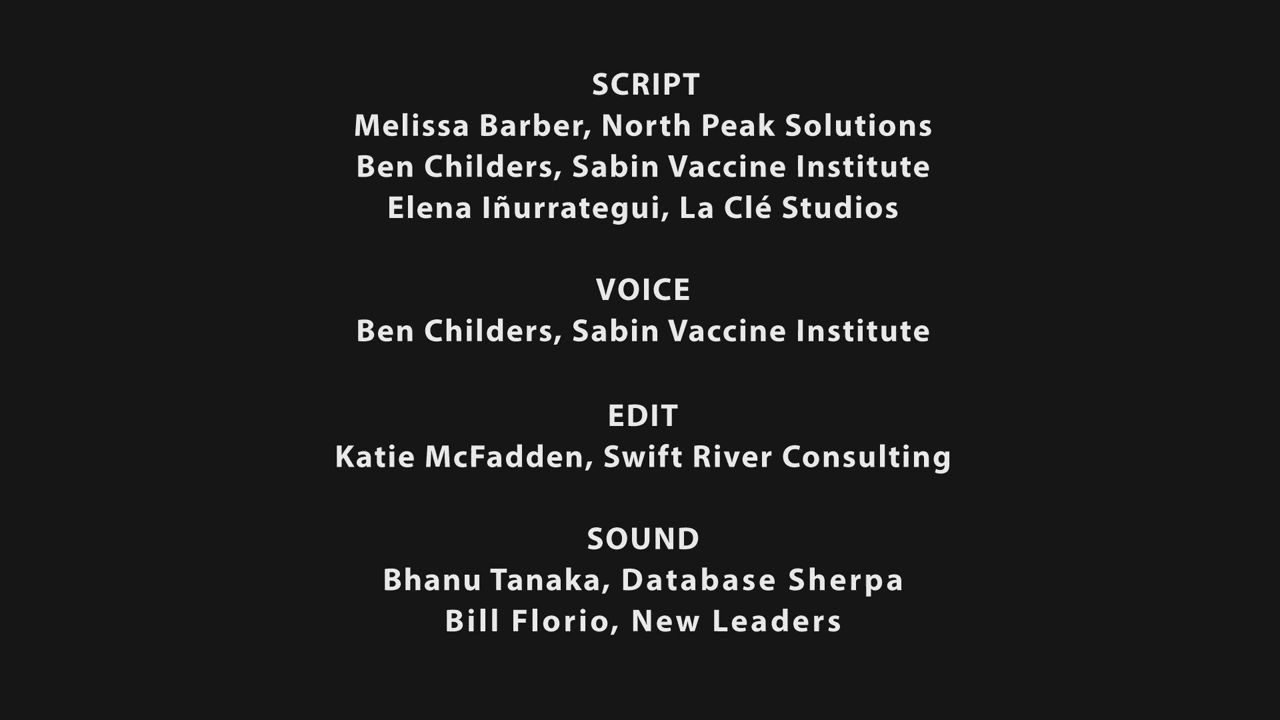 SCRIPT
Melissa Barber, North Peak Solutions
Ben Childers, Sabin Vaccine Institute
Elena Iñurrategui, La Clé Studios
VOICE
Ben Childers, Sabin Vaccine Institute
EDIT
Katie McFadden, Swift River Consulting
SOUND
Bhanu Tanaka, Database Sherpa
Bill Florio, New Leaders